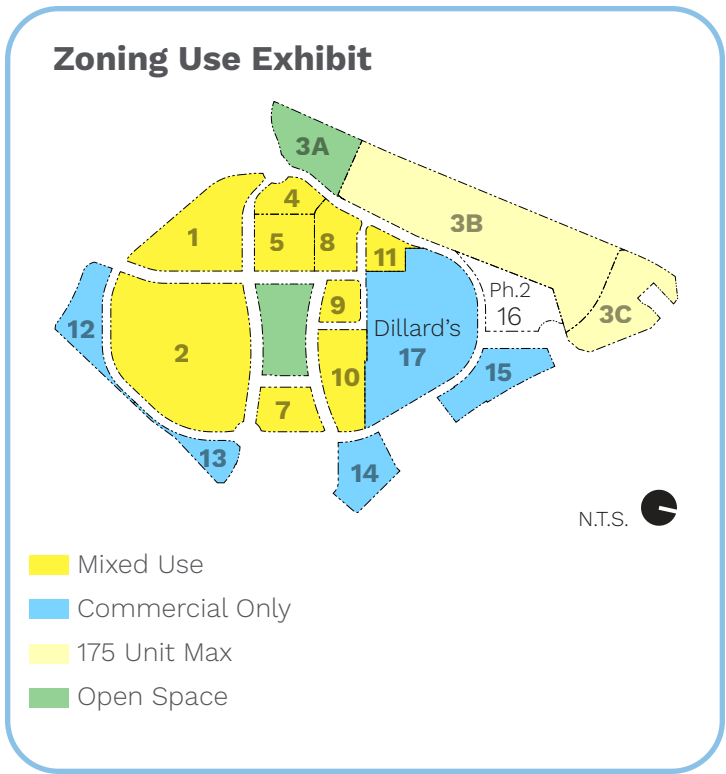 Zoning Use Exhibit
3A
4
3B
1
5
8
11
Ph.2
16
9
3C
12
Dillard's
2
17
15
10
7
13
14
N.T.S.
Mixed Use
Commercial Only
175 Unit Max
Open Space